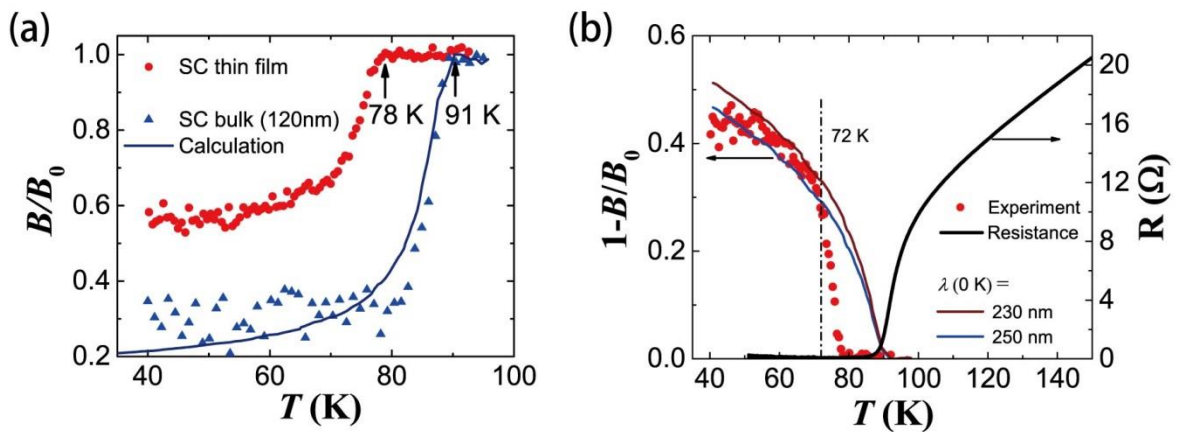 (a)
B/B0
1.0
0.8
0.6
0.4
0.2
SC thin film
SC bulk (120nm)
Calculation
78 K
91 K
40
60
80
100
T (K)
(b)
1-B/B0
0.6
0.4
0.2
0.0
72 K
Experiment
Resistance
λ (0 K) =
230 nm
250 nm
20
16
12
8
4
0
R (Ω)
40
60
80
100
120
140
T (K)